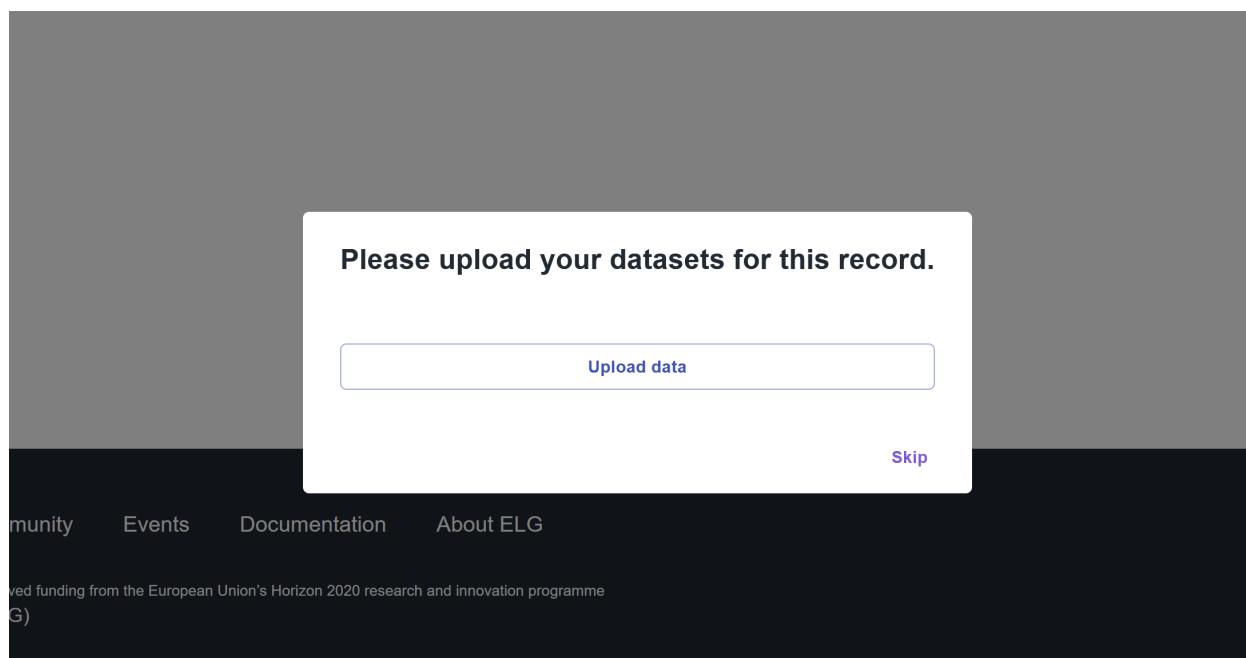 Please upload your datasets for this record.
Upload data
Skip
munity Events Documentation About ELG
ved funding from the European Union's Horizon 2020 research and innovation programme
G)